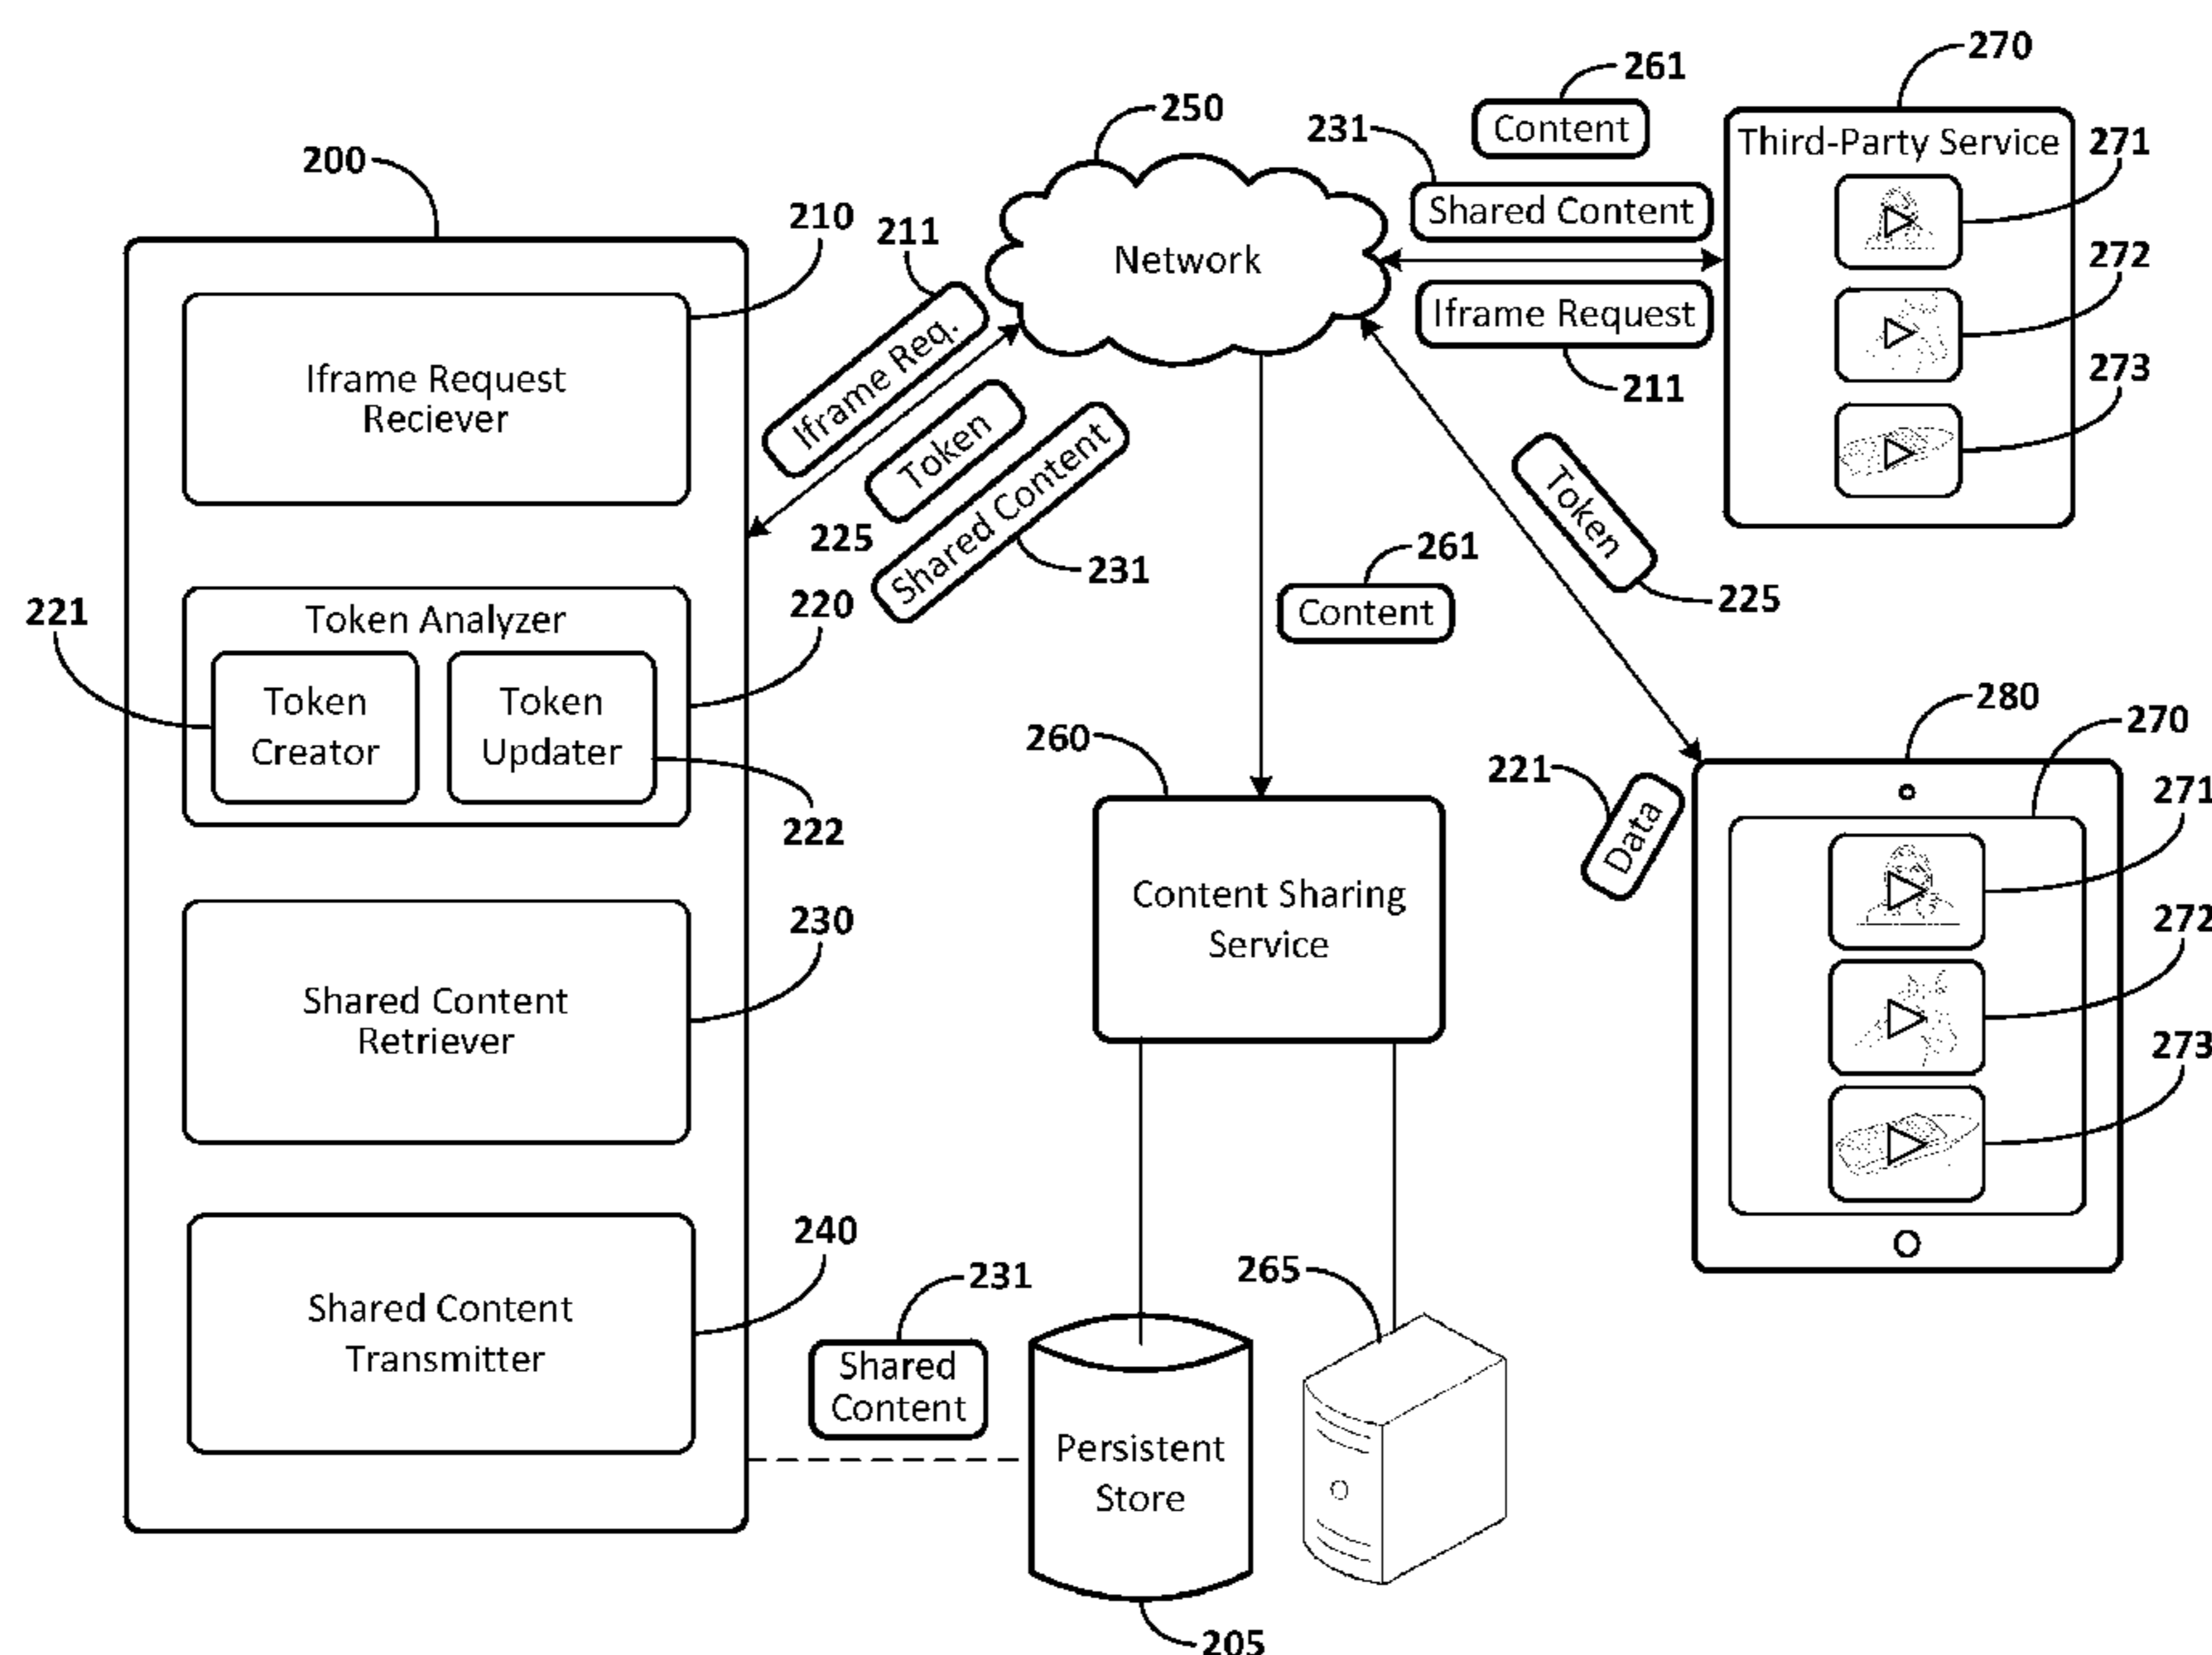 200
210
Iframe Request
Reciever
221
Token Analyzer
220
Token
Creator
Token
Updater
222
Shared Content
Retriever
230
Shared Content
Transmitter
240
211
Iframe Req.
Token
225
Shared Content
231
250
Network
261
Content
231
Shared Content
Iframe Request
211
270
Third-Party Service
271
272
273
Token
225
261
Content
260
Content Sharing
Service
221
Data
280
270
271
272
273
231
Shared
Content
Persistent
Store
205
265